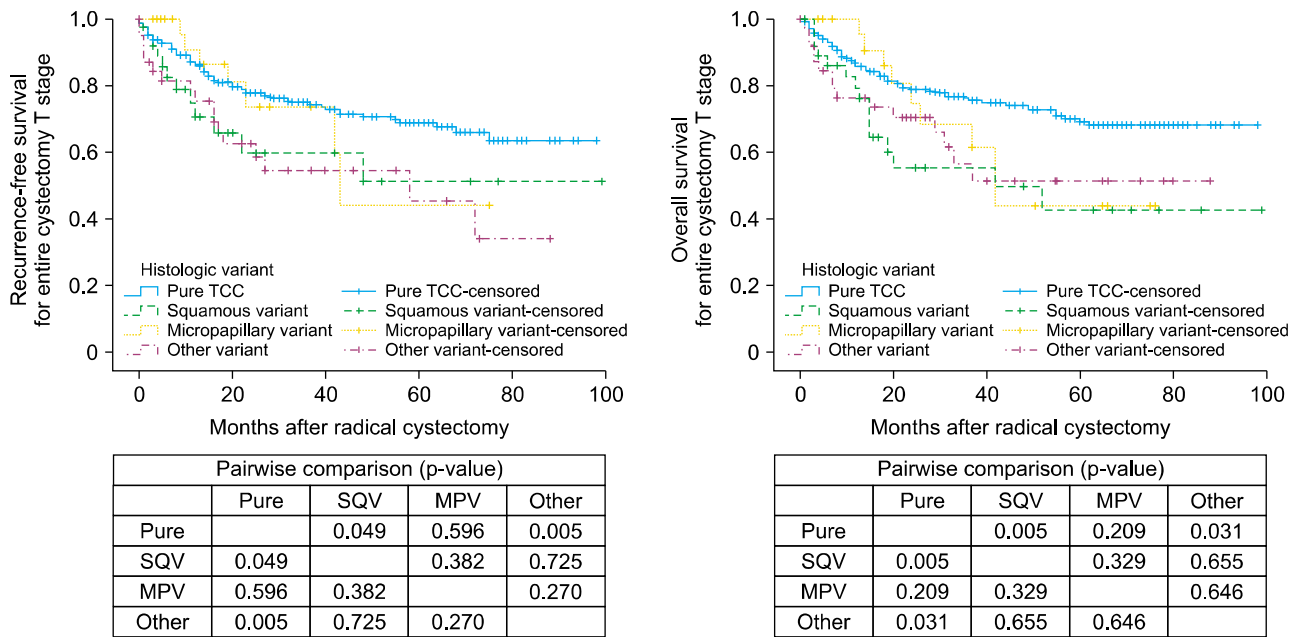 Recurrence-free survival
for entire cystectomy T stage
1.0
0.8
0.6
0.4
0.2
0
Histologic variant
Pure TCC Pure TCC-censored
Squamous variant Squamous variant-censored
Micropapillary variant Micropapillary variant-censored
Other variant Other variant-censored
0 20 40 60 80 100
Months after radical cystectomy
Pairwise comparison (p-value)
Pure SQV MPV Other
Pure 0.049 0.596 0.005
SQV 0.049 0.382 0.725
MPV 0.596 0.382 0.270
Other 0.005 0.725 0.270
Overall survival
for entire cystectomy T stage
1.0
0.8
0.6
0.4
0.2
0
Histologic variant
Pure TCC Pure TCC-censored
Squamous variant Squamous variant-censored
Micropapillary variant Micropapillary variant-censored
Other variant Other variant-censored
0 20 40 60 80 100
Months after radical cystectomy
Pairwise comparison (p-value)
Pure SQV MPV Other
Pure 0.005 0.209 0.031
SQV 0.005 0.329 0.655
MPV 0.209 0.329 0.646
Other 0.031 0.655 0.646